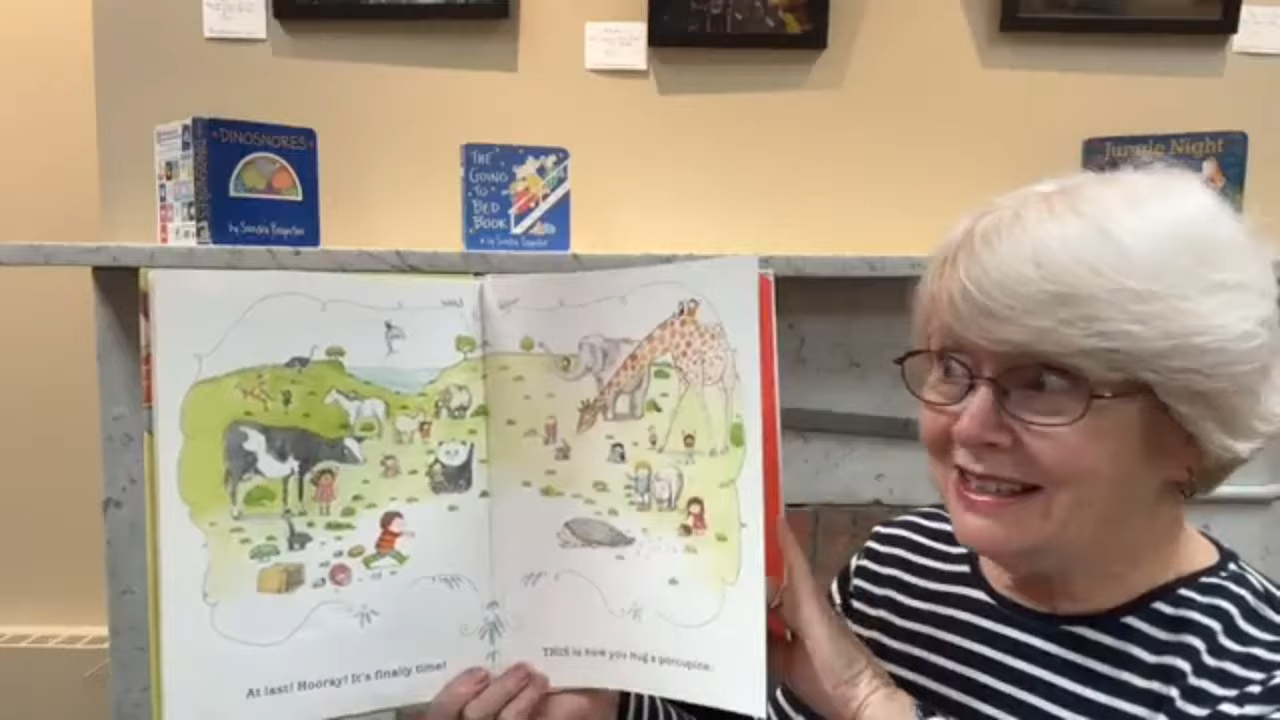 DINOSNORES
by Sandra Boynton
THE
GOING
TO
BED
BOOK
by Sandra Boynton
Jungle Night
At last! Hooray! It's finally time!
THIS is how you hug a porcupine.